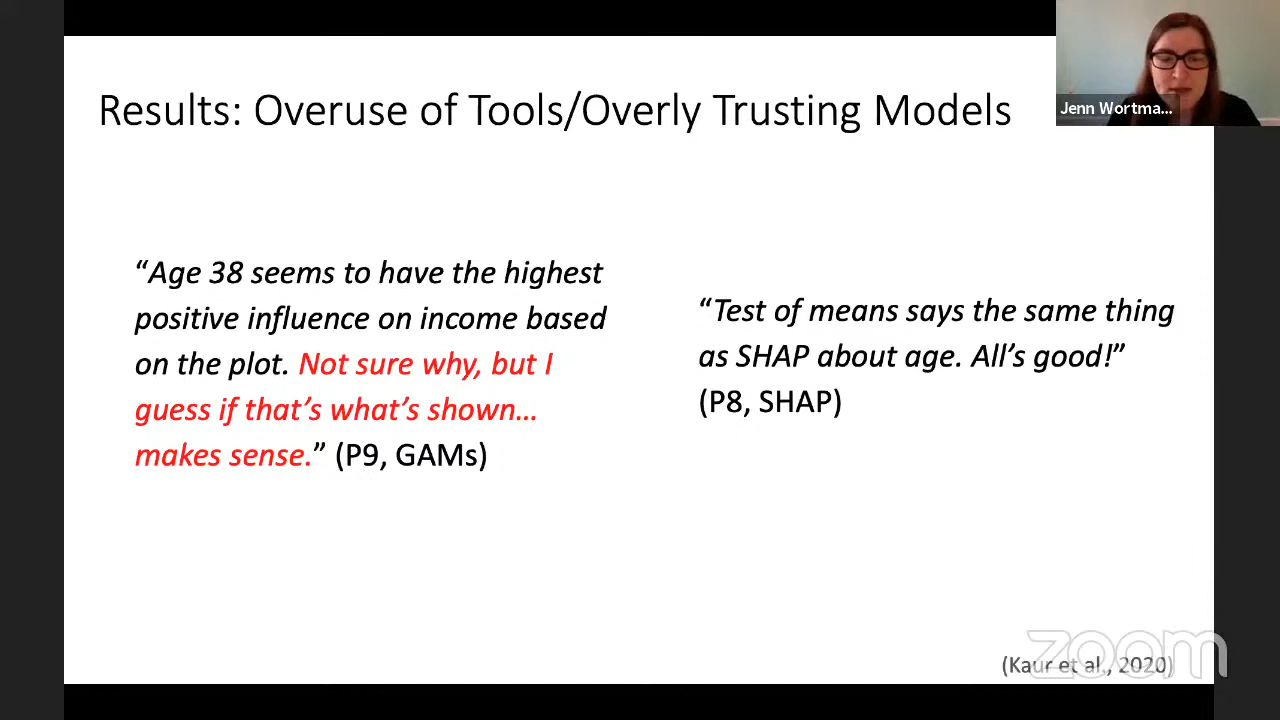 Results: Overuse of Tools/Overly Trusting Models
Jenn Wortma...
“Age 38 seems to have the highest
positive influence on income based
on the plot. Not sure why, but I
guess if that’s what’s shown…
makes sense.” (P9, GAMs)
“Test of means says the same thing
as SHAP about age. All’s good!”
(P8, SHAP)
(Kaur et al., 2020)
zoom